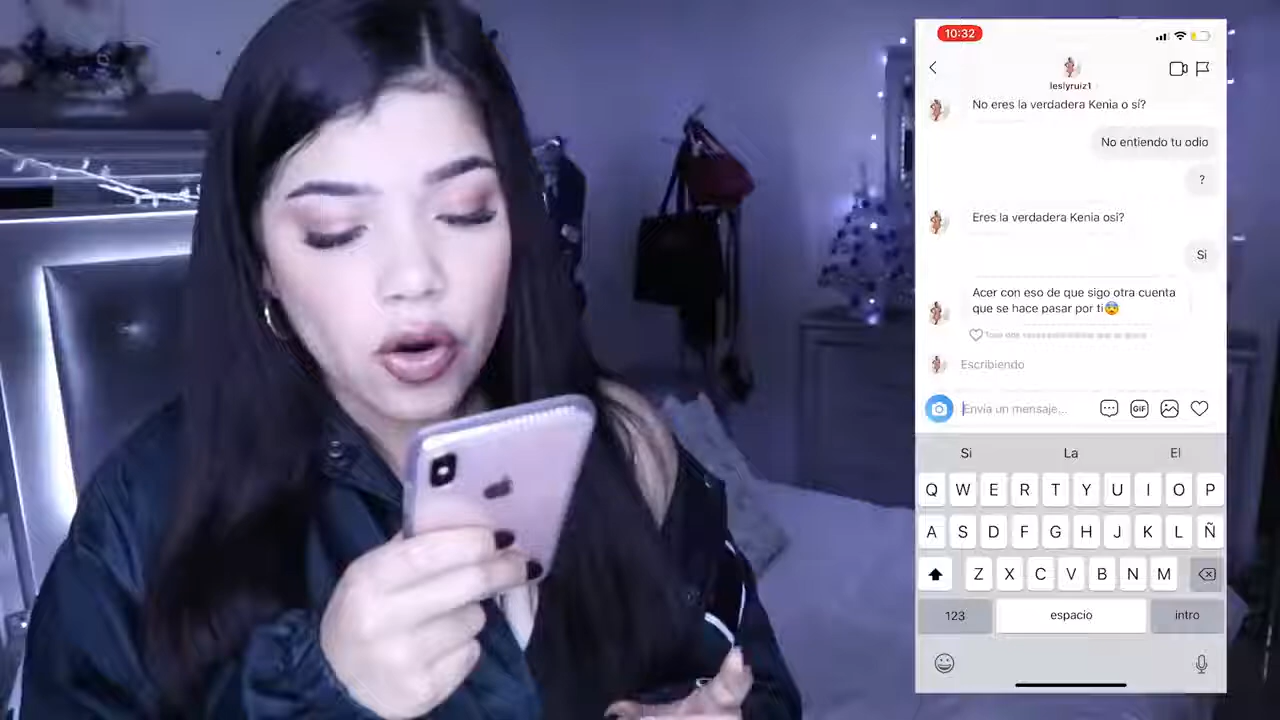 10:32
leslyruiz1
No eres la verdadera Kenia o sí?
No entiendo tu odio
?
Eres la verdadera Kenia osí?
Si
Acer con eso de que sigo otra cuenta
que se hace pasar por ti😨
Escribiendo
Envía un mensaje...
GIF
Si La El
Q W E R T Y U I O P
A S D F G H J K L Ñ
Z X C V B N M
123 espacio intro